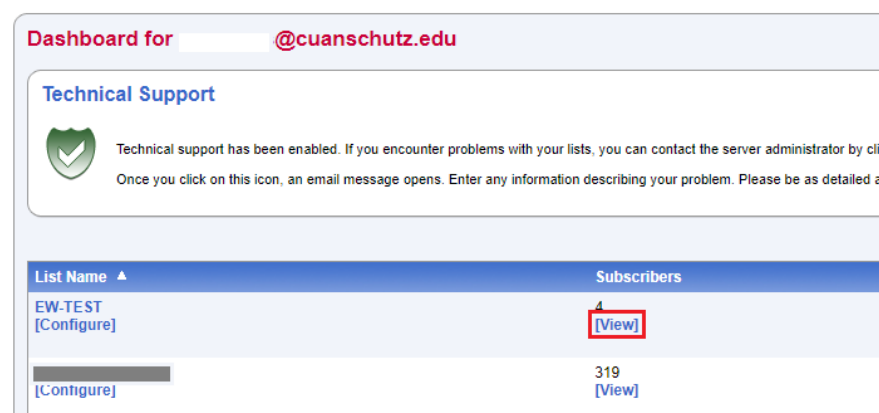 Dashboard for @cuanschutz.edu
Technical Support
Technical support has been enabled. If you encounter problems with your lists, you can contact the server administrator by cli
Once you click on this icon, an email message opens. Enter any information describing your problem. Please be as detailed a
List Name ▲ Subscribers
EW-TEST 4
[Configure] [View]
319
[Configure] [View]